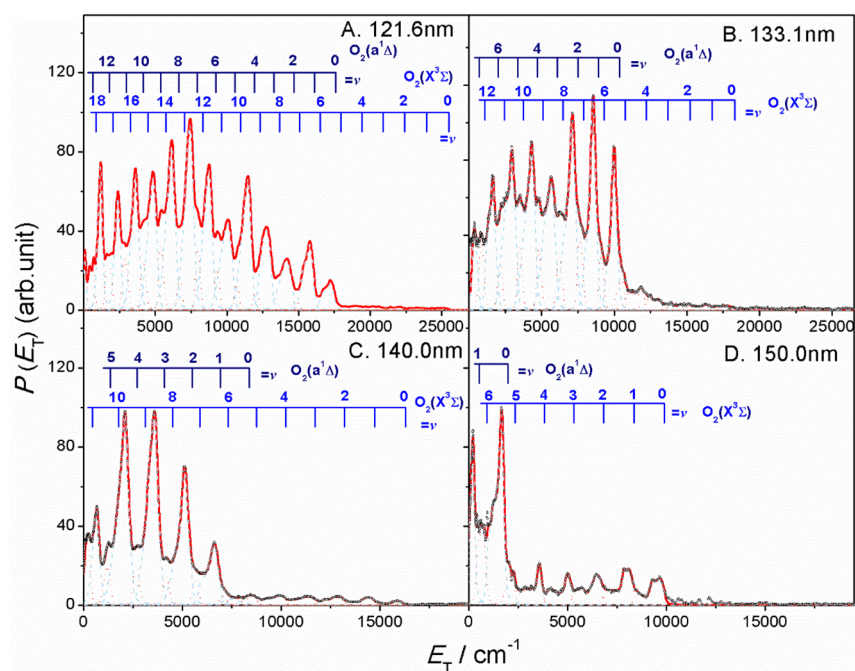 A. 121.6nm
12 10 8 6 4 2 0 O2(a1Δ)
=v
O2(X3Σ)
18 16 14 12 10 8 6 4 2 0
=v
B. 133.1nm
6 4 2 0 =v O2(a1Δ)
12 10 8 6 4 2 0 =v O2(X3Σ)
120
80
40
0
5000 10000 15000 20000 25000
5000 10000 15000 20000 25000
C. 140.0nm
5 4 3 2 1 0 =v O2(a1Δ)
10 8 6 4 2 0 O2(X3Σ)
=v
D. 150.0nm
1 0 =v O2(a1Δ)
6 5 4 3 2 1 0 =v O2(X3Σ)
120
80
40
0
0 5000 10000 15000
0 5000 10000 15000
P(ET) (arb.unit)
ET / cm-1